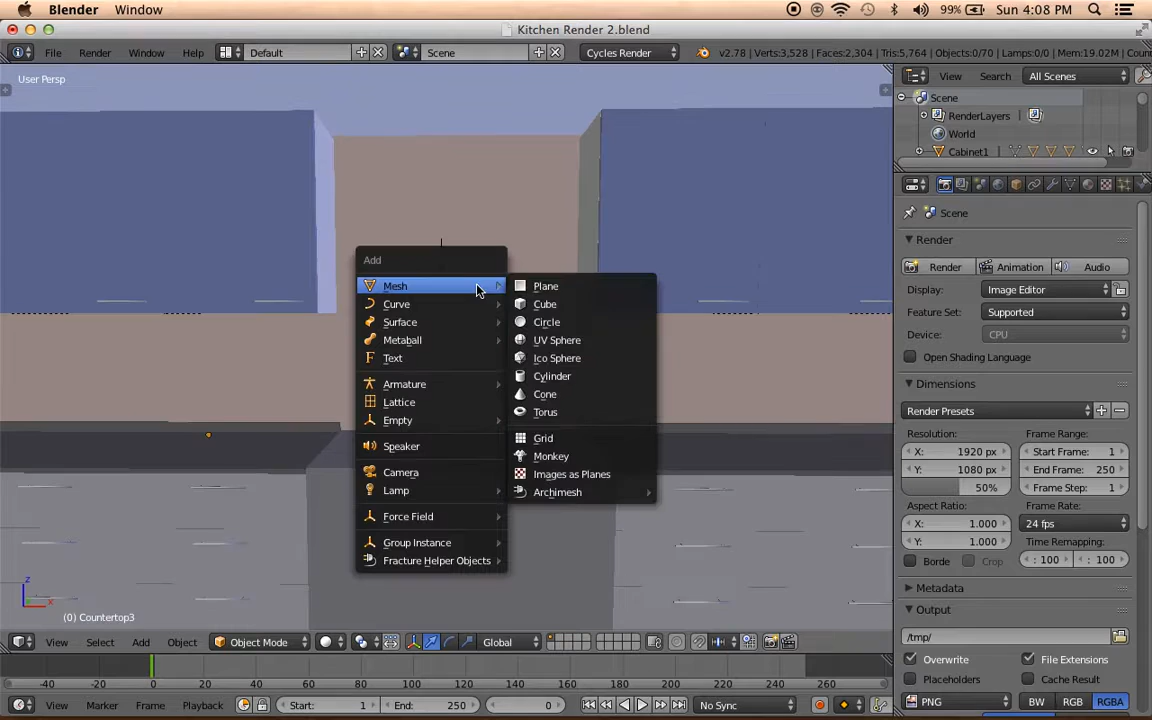 Blender 99% Sun 4:08 PM
Kitchen Render 2.blend
File Render Window Help Default Scene Cycles Render v2.78 | Verts:3,528 | Faces:2,304 | Tris:5,764 | Objects:0/70 | Lamps:0/0 | Mem:19.02M |
User Persp
View Search All Scenes
Scene
RenderLayers
World
Cabinet1
Scene
Render
Render Animation Audio
Display: Image Editor
Feature Set: Supported
Device: CPU
Open Shading Language
Dimensions
Render Presets
Resolution: Frame Range:
X: 1920 px Start Frame: 1
Y: 1080 px End Frame: 250
50% Frame Step: 1
Aspect Ratio: Frame Rate:
X: 1.000 24 fps
Y: 1.000 Time Remapping:
Borde Crop : 100 : 100
Metadata
Output
/tmp/
Overwrite File Extensions
Placeholders Cache Result
PNG BW RGB RGBA
Add
Mesh
Curve
Surface
Metaball
Text
Armature
Lattice
Empty
Speaker
Camera
Lamp
Force Field
Group Instance
Fracture Helper Objects
Plane
Cube
Circle
UV Sphere
Ico Sphere
Cylinder
Cone
Torus
Grid
Monkey
Images as Planes
Archimesh
z
x
(0) Countertop3
View Select Add Object Object Mode Global
-40 -20 0 20 40 60 80 100 120 140 160 180 200 220 240 260
View Marker Frame Playback Start: 1 End: 250 0 No Sync